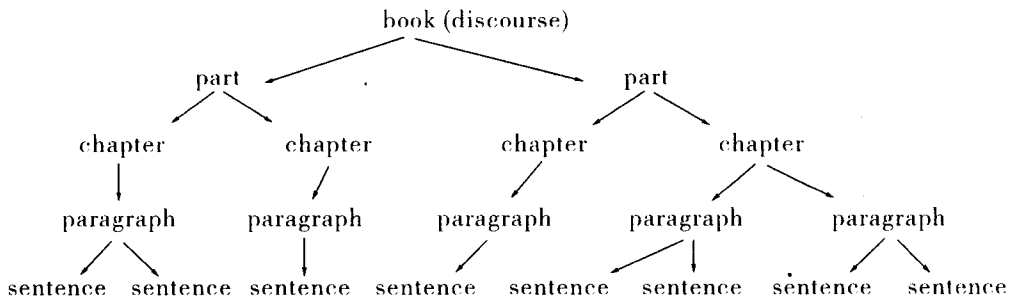 book (discourse)
part part
chapter chapter chapter chapter
paragraph paragraph paragraph paragraph paragraph
sentence sentence sentence sentence sentence sentence sentence sentence